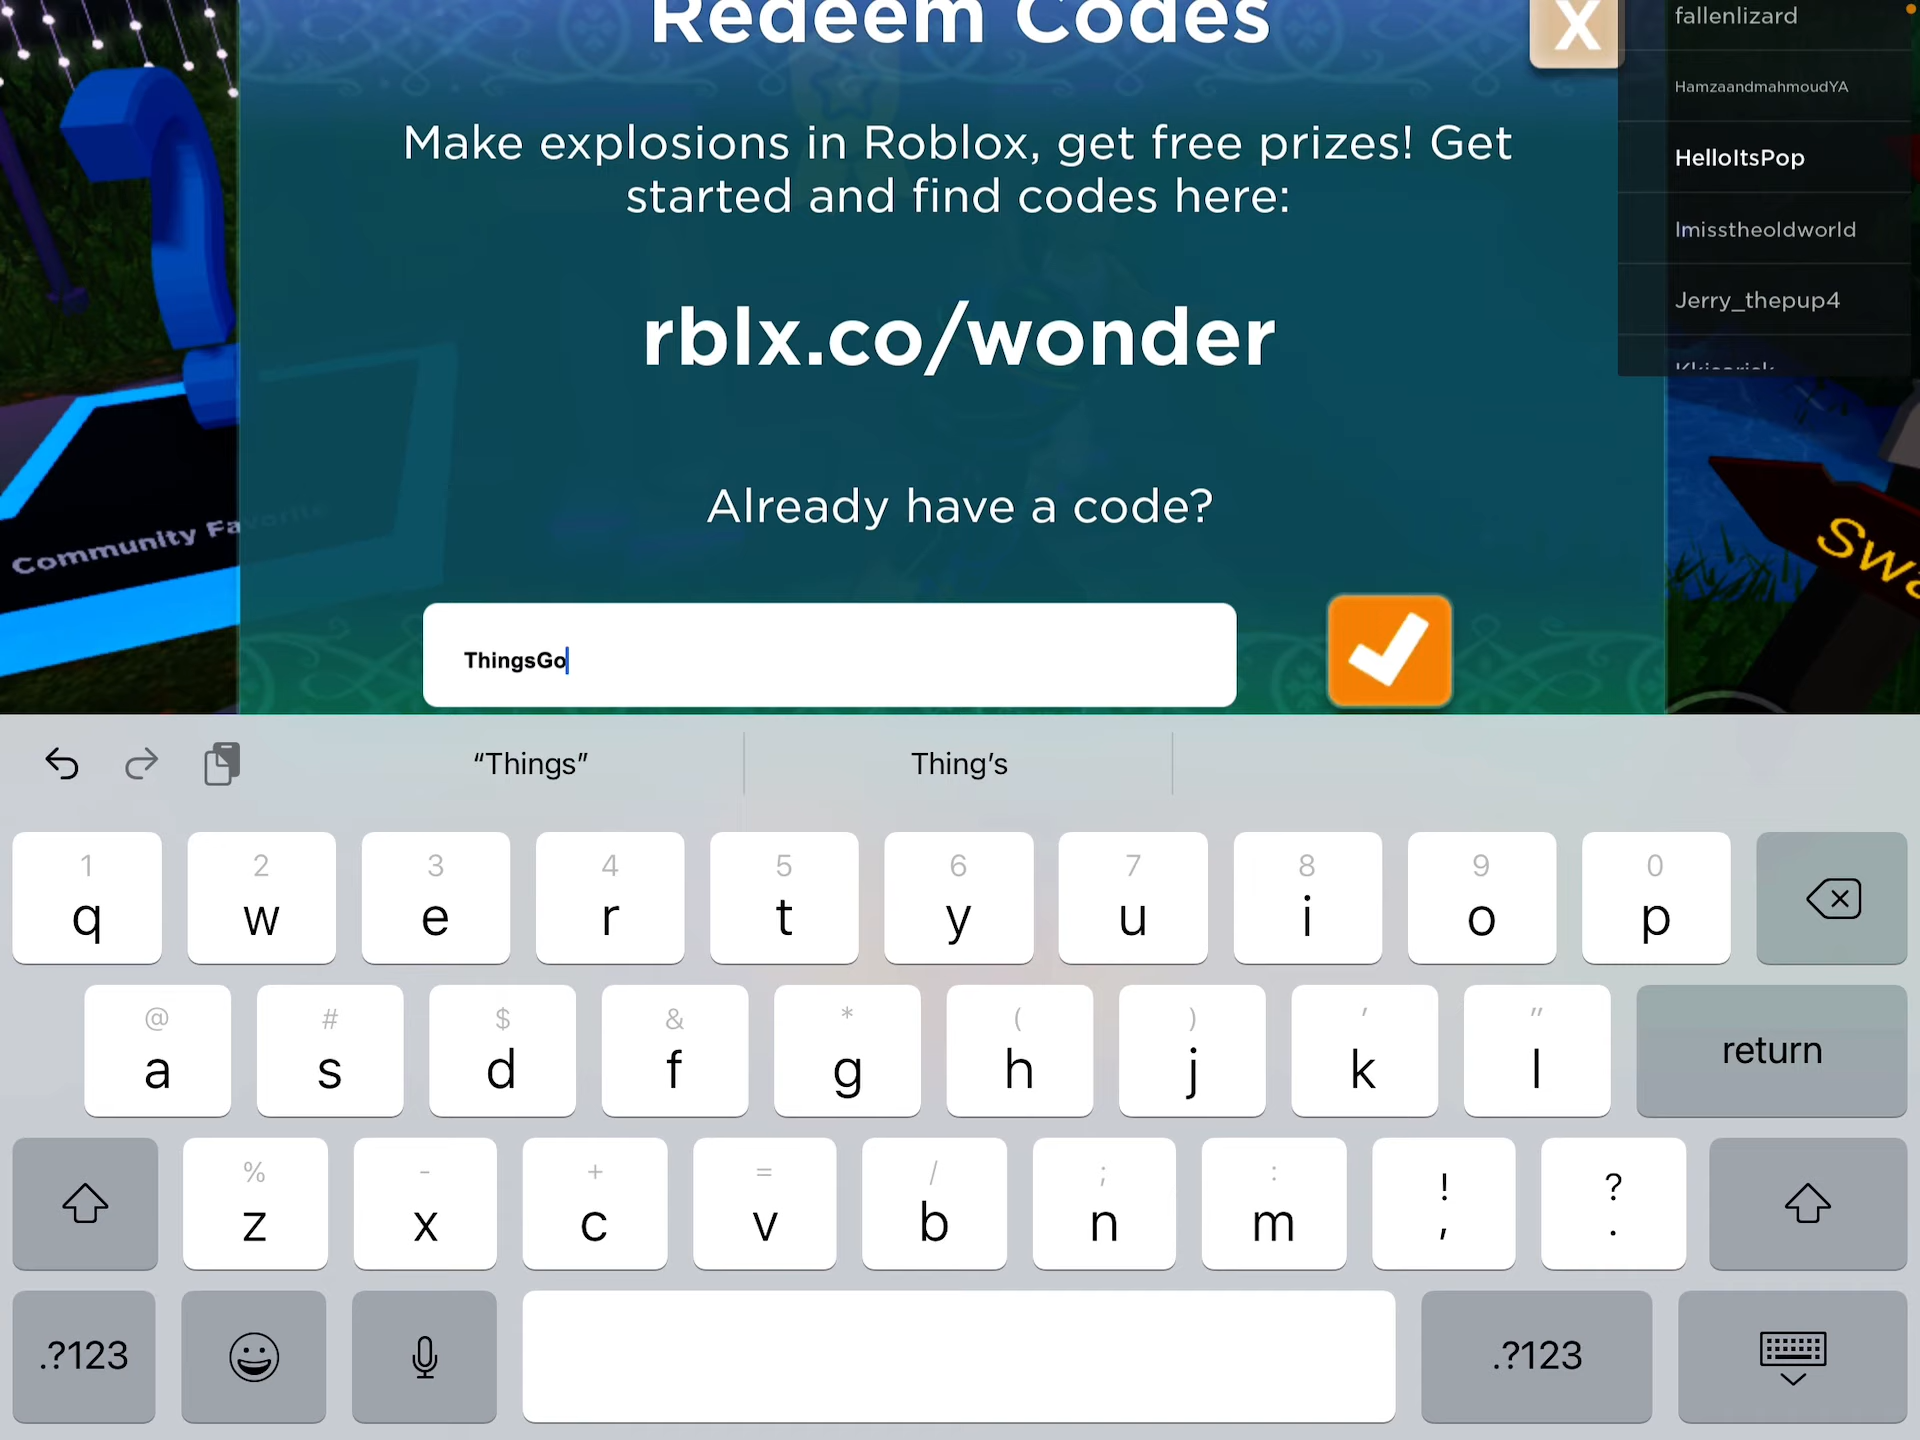 Redeem Codes
X
Make explosions in Roblox, get free prizes! Get
started and find codes here:
rblx.co/wonder
Already have a code?
ThingsGo
fallenlizard
HamzaandmahmoudYA
HelloItsPop
Imisstheoldworld
Jerry_thepup4
Community Favorite
Swa
“Things” Thing’s
1 2 3 4 5 6 7 8 9 0
q w e r t y u i o p
@ # $ & * ( ) ' "
a s d f g h j k l return
% - + = / ; : ! ?
z x c v b n m , .
.?123 .?123